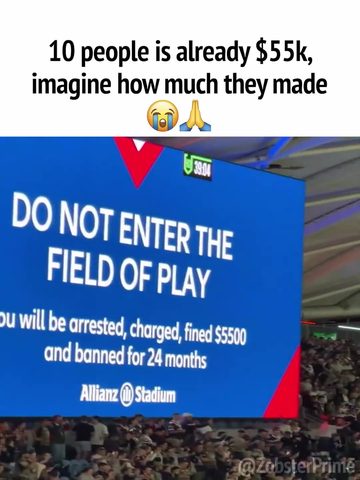 10 people is already $55k,
imagine how much they made
😭🙏
39:04
DO NOT ENTER THE
FIELD OF PLAY
ou will be arrested, charged, fined $5500
and banned for 24 months
Allianz Stadium
@ZobsterPrime